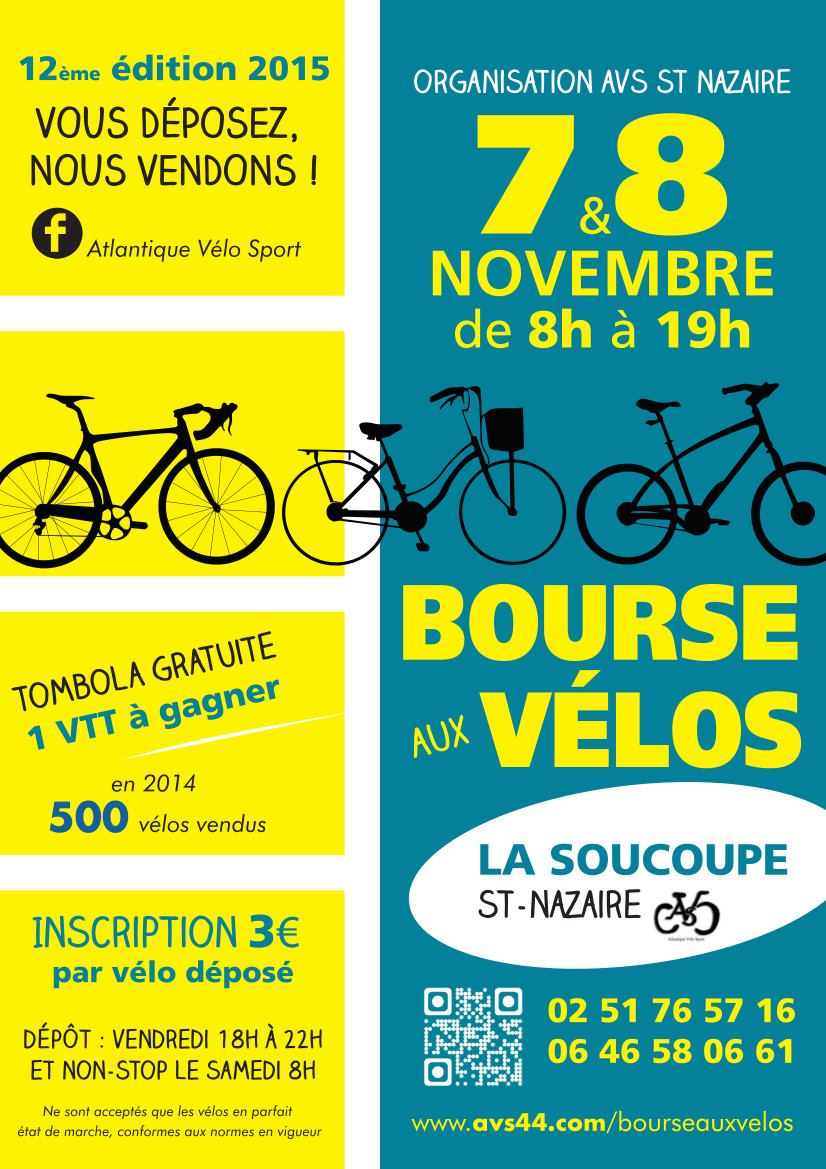 12ème édition 2015
VOUS DÉPOSEZ,
NOUS VENDONS !
f Atlantique Vélo Sport
ORGANISATION AVS ST NAZAIRE
7 & 8
NOVEMBRE
de 8h à 19h
TOMBOLA GRATUITE
1 VTT à gagner
en 2014
500 vélos vendus
INSCRIPTION 3€
par vélo déposé
DÉPÔT : VENDREDI 18H À 22H
ET NON-STOP LE SAMEDI 8H
Ne sont acceptés que les vélos en parfait
état de marche, conformes aux normes en vigueur
BOURSE
AUX VÉLOS
LA SOUCOUPE
ST-NAZAIRE
AS
Atlantique Vélo Sport
02 51 76 57 16
06 46 58 06 61
www.avs44.com/bourseauxvelos